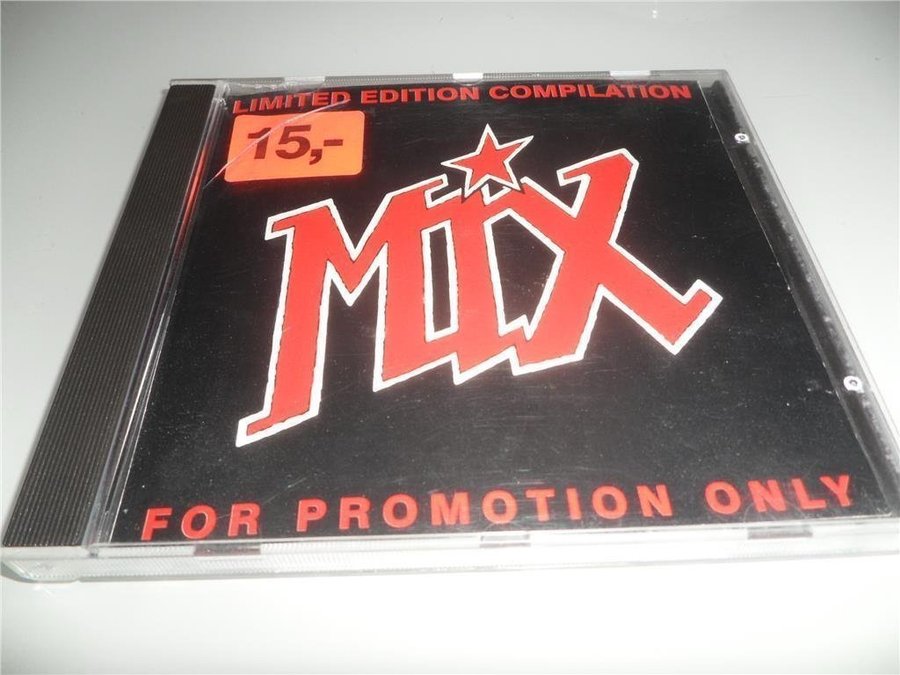 LIMITED EDITION COMPILATION
15,-
MiX
FOR PROMOTION ONLY